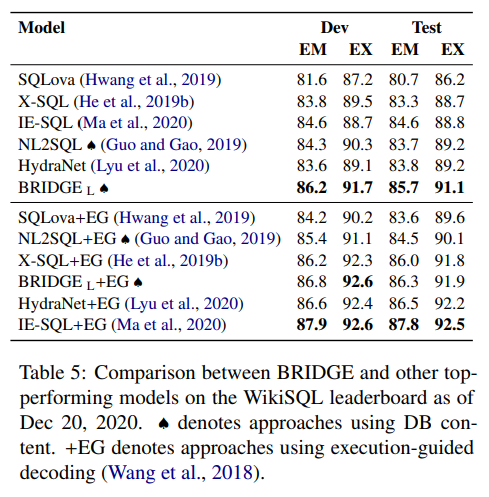 Model Dev Test
EM EX EM EX
SQLova (Hwang et al., 2019) 81.6 87.2 80.7 86.2
X-SQL (He et al., 2019b) 83.8 89.5 83.3 88.7
IE-SQL (Ma et al., 2020) 84.6 88.7 84.6 88.8
NL2SQL ♠ (Guo and Gao, 2019) 84.3 90.3 83.7 89.2
HydraNet (Lyu et al., 2020) 83.6 89.1 83.8 89.2
BRIDGE L ♠ 86.2 91.7 85.7 91.1
SQLova+EG (Hwang et al., 2019) 84.2 90.2 83.6 89.6
NL2SQL+EG ♠ (Guo and Gao, 2019) 85.4 91.1 84.5 90.1
X-SQL+EG (He et al., 2019b) 86.2 92.3 86.0 91.8
BRIDGE L+EG ♠ 86.8 92.6 86.3 91.9
HydraNet+EG (Lyu et al., 2020) 86.6 92.4 86.5 92.2
IE-SQL+EG (Ma et al., 2020) 87.9 92.6 87.8 92.5
Table 5: Comparison between BRIDGE and other top-
performing models on the WikiSQL leaderboard as of
Dec 20, 2020. ♠ denotes approaches using DB con-
tent. +EG denotes approaches using execution-guided
decoding (Wang et al., 2018).